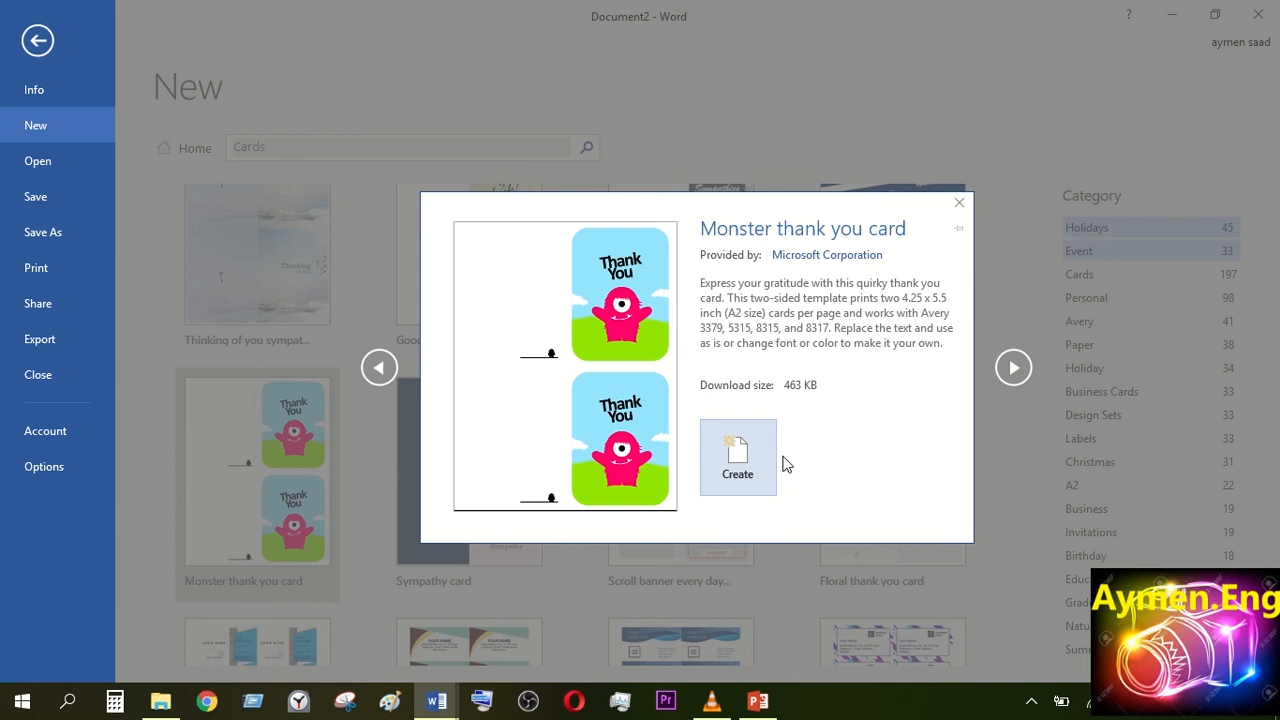 Document2 - Word
?
aymen saad
Info
New
Open
Save
Save As
Print
Share
Export
Close
Account
Options
New
Home
Cards
Thinking of you sympat...
Monster thank you card
Sympathy card
Scroll banner every day...
Floral thank you card
Thank
You
Thank
You
Thank
You
Thank
You
Monster thank you card
Provided by: Microsoft Corporation
Express your gratitude with this quirky thank you
card. This two-sided template prints two 4.25 x 5.5
inch (A2 size) cards per page and works with Avery
3379, 5315, 8315, and 8317. Replace the text and use
as is or change font or color to make it your own.
Download size: 463 KB
Create
Category
Holidays 45
Event 33
Cards 197
Personal 98
Avery 41
Paper 38
Holiday 34
Business Cards 33
Design Sets 33
Labels 33
Christmas 31
A2 22
Business 19
Invitations 19
Birthday 18
Aymen.Eng